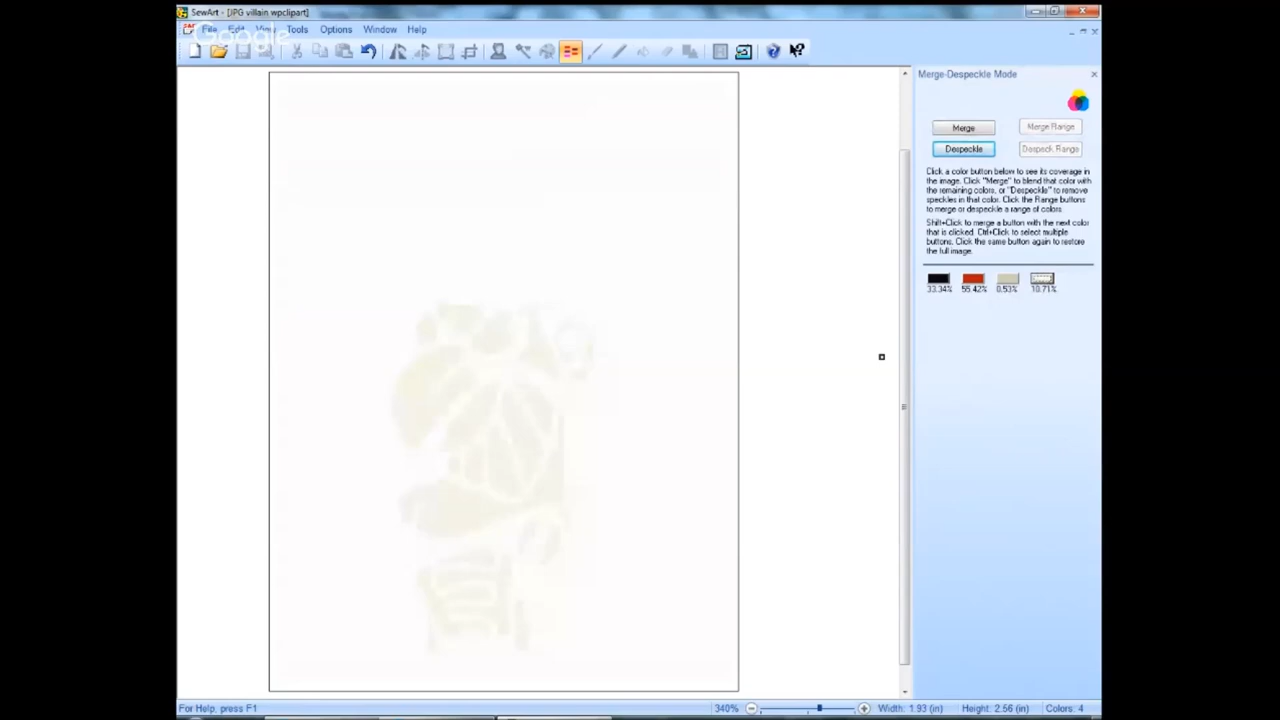 SewArt - [JPG villain wpclipart]
File Edit View Tools Options Window Help
Google
Merge-Despeckle Mode
Merge
Merge Range
Despeckle
Despeck Range
Click a color button below to see its coverage in
the image. Click "Merge" to blend that color with
the remaining colors, or "Despeckle" to remove
speckles in that color. Click the Range buttons
to merge or despeckle a range of colors.
Shift+Click to merge a button with the next color
that is clicked. Ctrl+Click to select multiple
buttons. Click the same button again to restore
the full image.
33.34% 55.42% 0.53% 10.71%
For Help, press F1
340%
Width: 1.93 (in)
Height: 2.56 (in)
Colors: 4